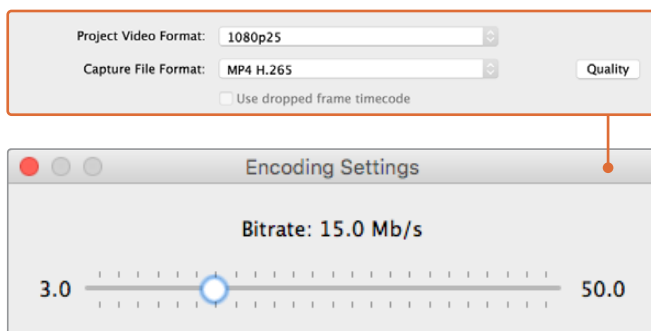 Project Video Format: 1080p25
Capture File Format: MP4 H.265 Quality
Use dropped frame timecode
Encoding Settings
Bitrate: 15.0 Mb/s
3.0 50.0